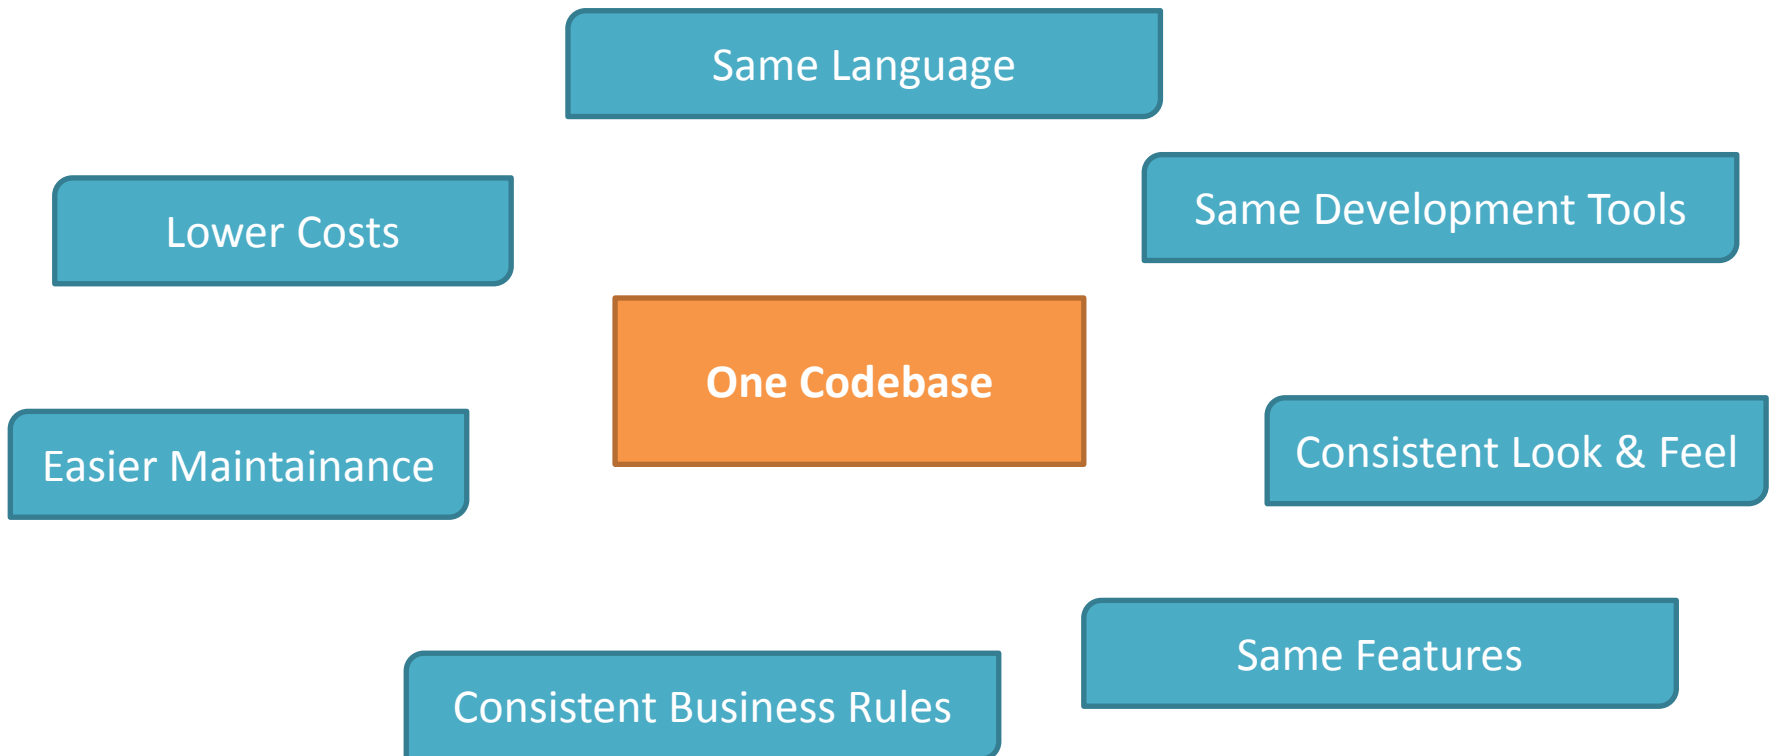 Same Language
Same Development Tools
Lower Costs
One Codebase
Consistent Look & Feel
Easier Maintainance
Same Features
Consistent Business Rules